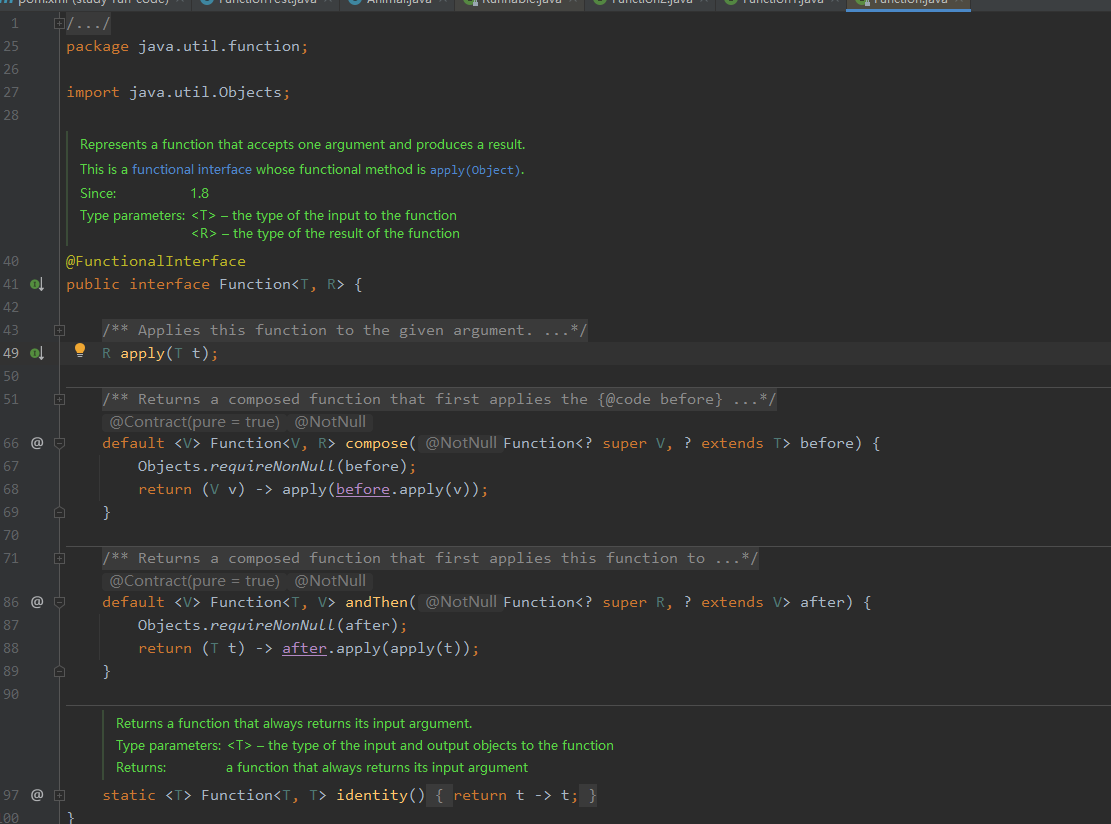 pom.xml (study-run-code)
FunctionTest.java
Animal.java
Runnable.java
Function2.java
Function1.java
Function.java
1 /.../
25 package java.util.function;
26
27 import java.util.Objects;
28
Represents a function that accepts one argument and produces a result.
This is a functional interface whose functional method is apply(Object).
Since: 1.8
Type parameters: <T> – the type of the input to the function
<R> – the type of the result of the function
40 @FunctionalInterface
41 public interface Function<T, R> {
42
43 /** Applies this function to the given argument. ...*/
49 R apply(T t);
50
51 /** Returns a composed function that first applies the {@code before} ...*/
@Contract(pure = true) @NotNull
66 @ default <V> Function<V, R> compose( @NotNull Function<? super V, ? extends T> before) {
67 Objects.requireNonNull(before);
68 return (V v) -> apply(before.apply(v));
69 }
70
71 /** Returns a composed function that first applies this function to ...*/
@Contract(pure = true) @NotNull
86 @ default <V> Function<T, V> andThen( @NotNull Function<? super R, ? extends V> after) {
87 Objects.requireNonNull(after);
88 return (T t) -> after.apply(apply(t));
89 }
90
Returns a function that always returns its input argument.
Type parameters: <T> – the type of the input and output objects to the function
Returns: a function that always returns its input argument
97 @ static <T> Function<T, T> identity() { return t -> t; }
100 }